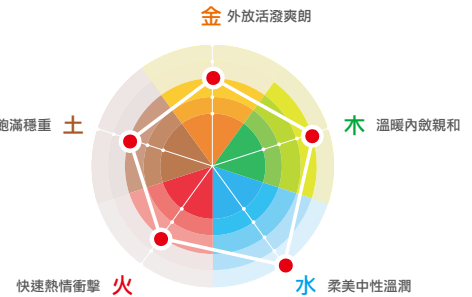 金 外放活潑爽朗
飽滿穩重 土
木 溫暖內斂親和
快速熱情衝擊 火
水 柔美中性溫潤